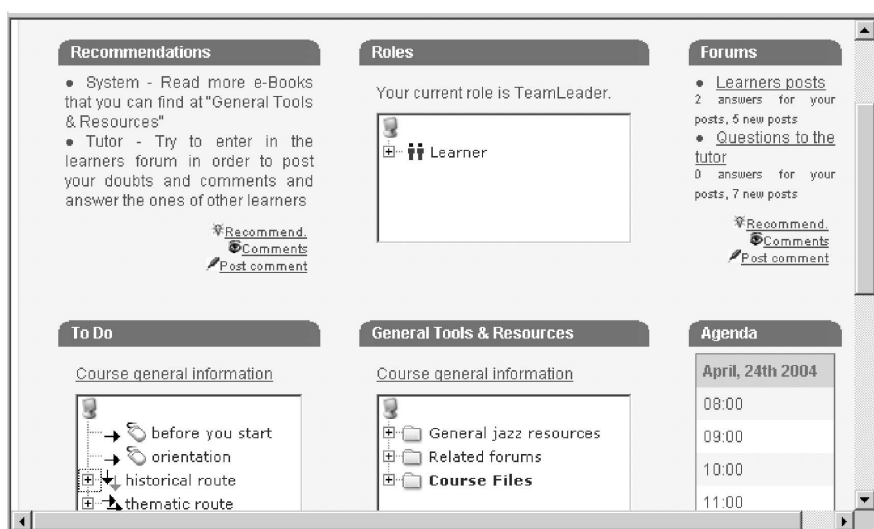 Recommendations
● System - Read more e-Books
that you can find at "General Tools
& Resources"
● Tutor - Try to enter in the
learners forum in order to post
your doubts and comments and
answer the ones of other learners
Recommend.
Comments
Post comment
Roles
Your current role is TeamLeader.
Learner
Forums
● Learners posts
2 answers for your
posts, 5 new posts
● Questions to the
tutor
0 answers for your
posts, 7 new posts
Recommend.
Comments
Post comment
To Do
Course general information
before you start
orientation
historical route
thematic route
General Tools & Resources
Course general information
General jazz resources
Related forums
Course Files
Agenda
April, 24th 2004
08:00
09:00
10:00
11:00